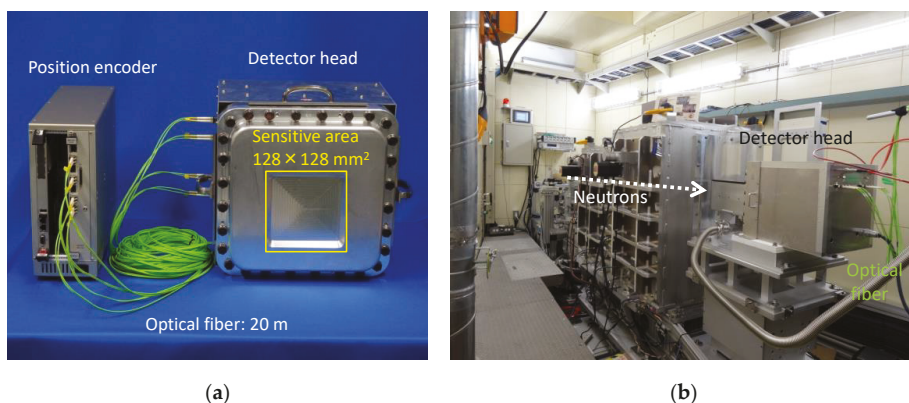 Position encoder
Detector head
Sensitive area
128 × 128 mm²
Optical fiber: 20 m
Detector head
Neutrons
Optical
fiber
(a)
(b)